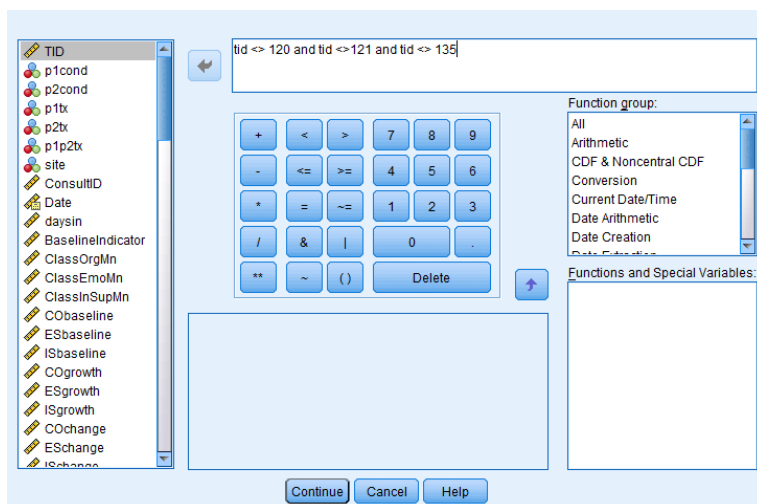 tid <> 120 and tid <>121 and tid <> 135
TID
p1cond
p2cond
p1tx
p2tx
p1p2tx
site
ConsultID
Date
daysin
BaselineIndicator
ClassOrgMn
ClassEmoMn
ClassInSupMn
CObaseline
ESbaseline
ISbaseline
COgrowth
ESgrowth
ISgrowth
COchange
ESchange
ISchange
+ < > 7 8 9
- <= >= 4 5 6
* = ~= 1 2 3
/ & | 0 .
** ~ ( ) Delete
Function group:
All
Arithmetic
CDF & Noncentral CDF
Conversion
Current Date/Time
Date Arithmetic
Date Creation
Date Extraction
Functions and Special Variables:
Continue Cancel Help